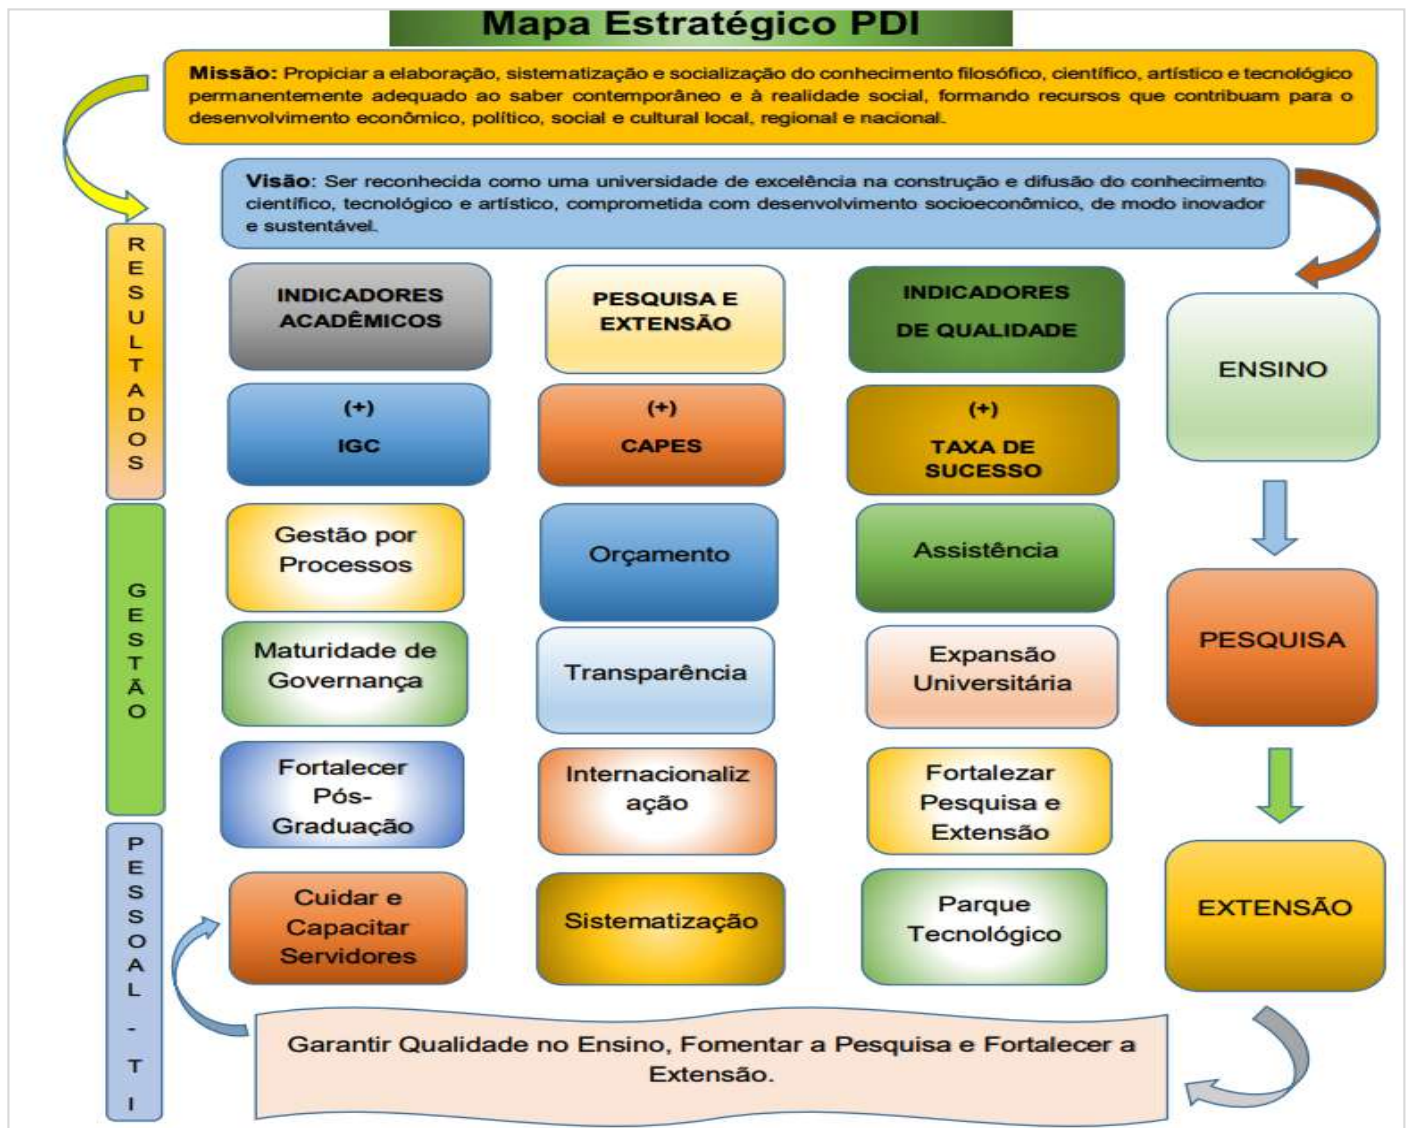 Mapa Estratégico PDI
Missão: Propiciar a elaboração, sistematização e socialização do conhecimento filosófico, científico, artístico e tecnológico
permanentemente adequado ao saber contemporâneo e à realidade social, formando recursos que contribuam para o
desenvolvimento econômico, político, social e cultural local, regional e nacional.
Visão: Ser reconhecida como uma universidade de excelência na construção e difusão do conhecimento
científico, tecnológico e artístico, comprometida com desenvolvimento socioeconômico, de modo inovador
e sustentável.
RESULTADOS
INDICADORES
ACADÊMICOS
PESQUISA E
EXTENSÃO
INDICADORES
DE QUALIDADE
ENSINO
(+)
IGC
(+)
CAPES
(+)
TAXA DE
SUCESSO
GESTÃO
Gestão por
Processos
Orçamento
Assistência
PESQUISA
Maturidade de
Governança
Transparência
Expansão
Universitária
Fortalecer
Pós-
Graduação
Internacionaliz
ação
Fortalezar
Pesquisa e
Extensão
PESSOAL - TI
Cuidar e
Capacitar
Servidores
Sistematização
Parque
Tecnológico
EXTENSÃO
Garantir Qualidade no Ensino, Fomentar a Pesquisa e Fortalecer a
Extensão.